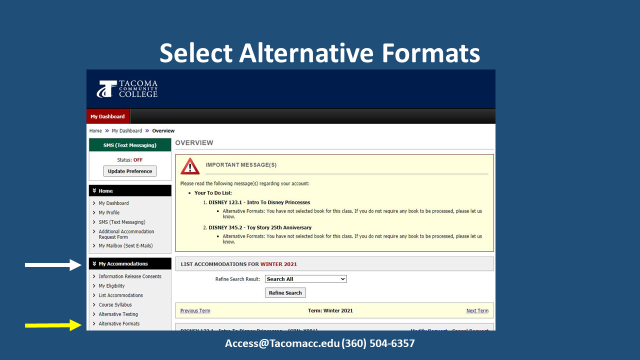 Select Alternative Formats
TACOMA
COMMUNITY
COLLEGE
My Dashboard
Home » My Dashboard » Overview
SMS (Text Messaging)
Status: OFF
Update Preference
Home
My Dashboard
My Profile
SMS (Text Messaging)
Additional Accommodation
Request Form
My Mailbox (Sent E-Mails)
My Accommodations
Information Release Consents
My Eligibility
List Accommodations
Course Syllabus
Alternative Testing
Alternative Formats
OVERVIEW
IMPORTANT MESSAGE(S)
Please read the following message(s) regarding your account:
Your To Do List:
1. DISNEY 123.1 - Intro To Disney Princesses
Alternative Formats: You have not selected book for this class. If you do not require any book to be processed, please let us
know.
2. DISNEY 345.2 - Toy Story 25th Anniversary
Alternative Formats: You have not selected book for this class. If you do not require any book to be processed, please let us
know.
LIST ACCOMMODATIONS FOR WINTER 2021
Refine Search Result: Search All
Refine Search
Previous Term Term: Winter 2021 Next Term
Access@Tacomacc.edu (360) 504-6357